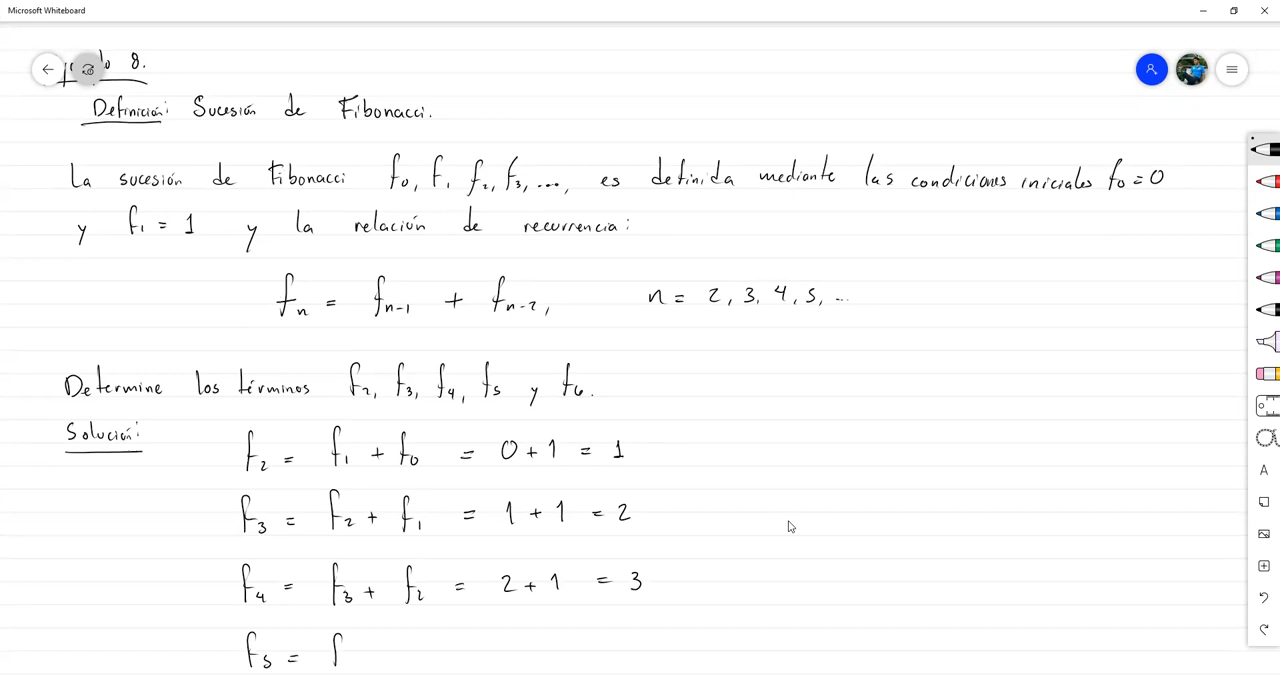 Microsoft Whiteboard
8.
Definición: Sucesión de Fibonacci.
La sucesión de Fibonacci f₀, f₁, f₂, f₃, ..., es definida mediante las condiciones iniciales f₀ = 0
y f₁ = 1 y la relación de recurrencia:
fₙ = fₙ₋₁ + fₙ₋₂, n = 2, 3, 4, 5, ...
Determine los términos f₂, f₃, f₄, f₅ y f₆.
Solución:
f₂ = f₁ + f₀ = 0 + 1 = 1
f₃ = f₂ + f₁ = 1 + 1 = 2
f₄ = f₃ + f₂ = 2 + 1 = 3
f₅ = f
A